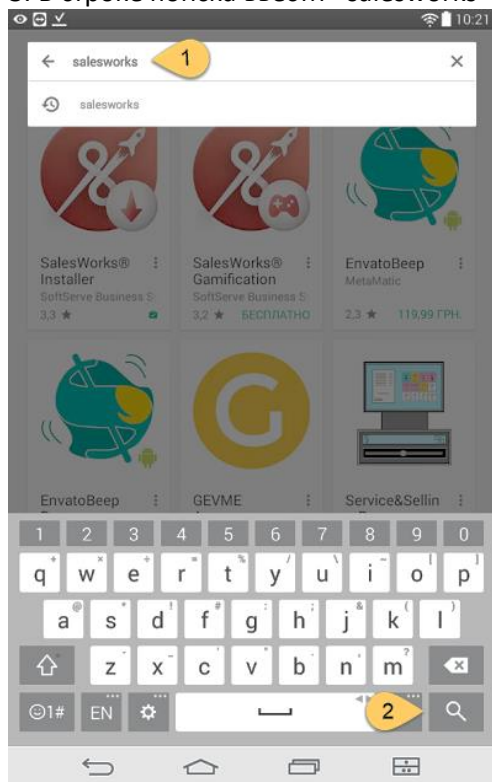 10:21
salesworks
1
salesworks
SalesWorks® Installer
SoftServe Business S
3,3 ★
SalesWorks® Gamification
SoftServe Business S
3,2 ★ БЕСПЛАТНО
EnvatoBeep
MetaMatic
2,3 ★ 119,99 ГРН.
EnvatoBeep
GEVME
Service&Sellin
1 2 3 4 5 6 7 8 9 0
q w e r t y u i o p
a s d f g h j k l
z x c v b n m
1# EN 2